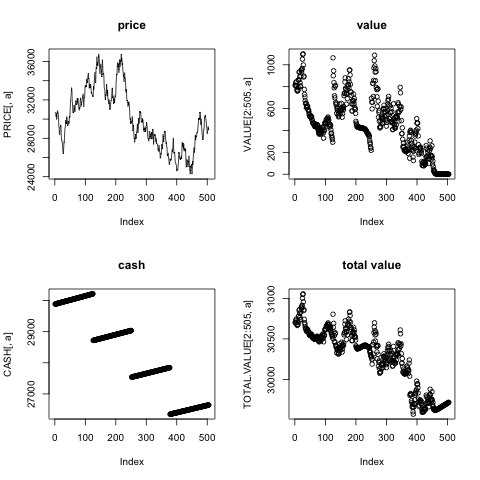 price
PRICE[, a]
24000 28000 32000 36000
0 100 200 300 400 500
Index
value
VALUE[2:505, a]
0 200 400 600 1000
0 100 200 300 400 500
Index
cash
CASH[, a]
27000 29000
0 100 200 300 400 500
Index
total value
TOTAL.VALUE[2:505, a]
30000 30500 31000
0 100 200 300 400 500
Index